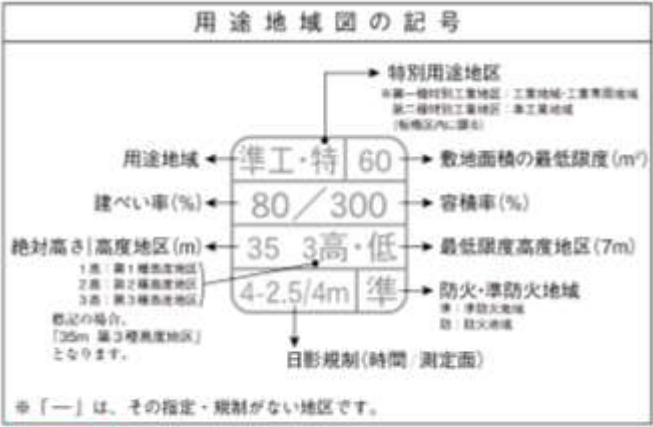 用途地域図の記号
特別用途地区
※第一種特別工業地区:工業地域・工業専用地域
第二種特別工業地区:準工業地域
(板橋区内に限る)
用途地域
準工・特
60
敷地面積の最低限度(m²)
建ぺい率(%)
80/300
容積率(%)
絶対高さ|高度地区(m)
35 3高・低
最低限度高度地区(7m)
1高:第1種高度地区
2高:第2種高度地区
3高:第3種高度地区
標記の場合、
「35m 第3種高度地区」
となります。
4-2.5/4m
準
防火・準防火地域
準:準防火地域
防:防火地域
日影規制(時間/測定面)
※「―」は、その指定・規制がない地区です。